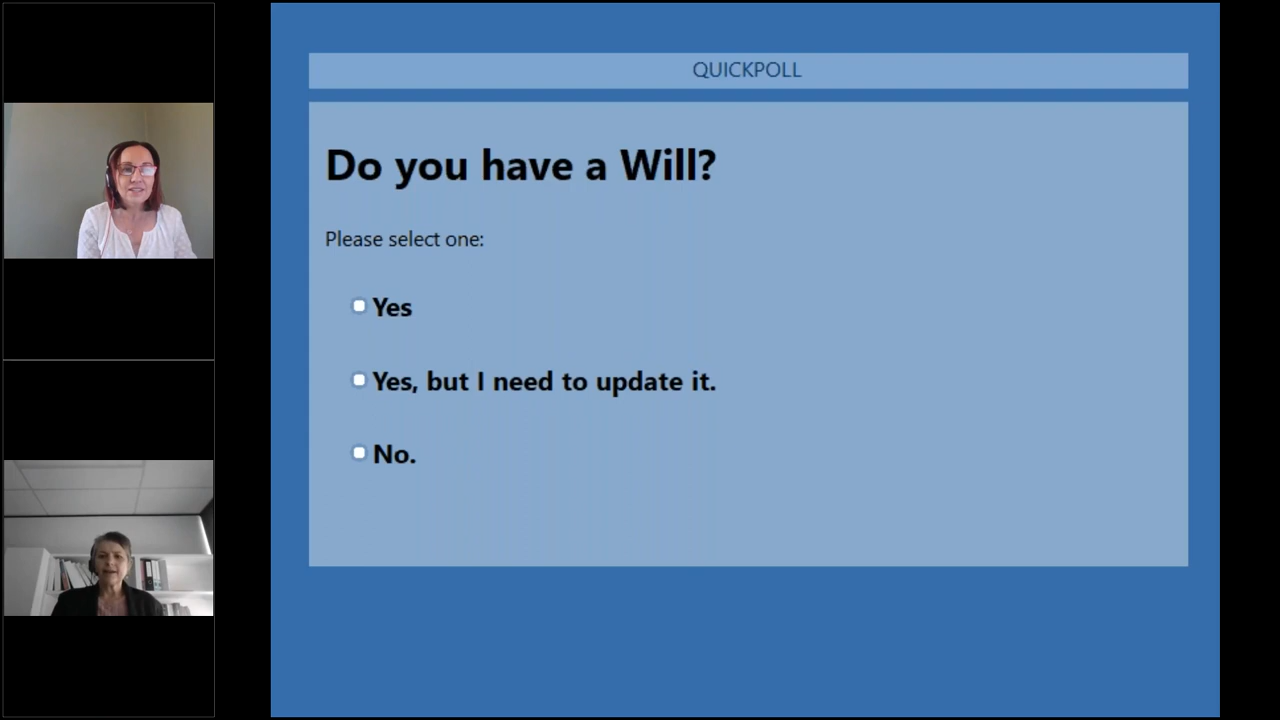 QUICKPOLL
Do you have a Will?
Please select one:
Yes
Yes, but I need to update it.
No.